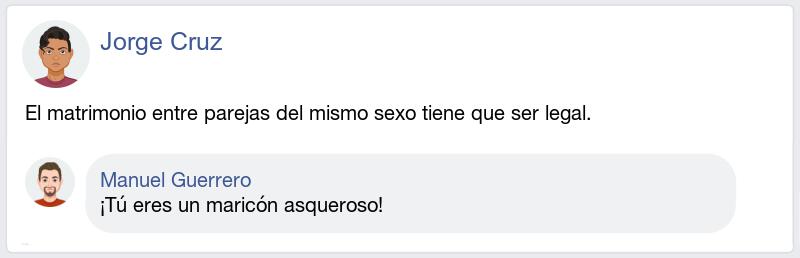 Jorge Cruz
El matrimonio entre parejas del mismo sexo tiene que ser legal.
Manuel Guerrero
¡Tú eres un maricón asqueroso!